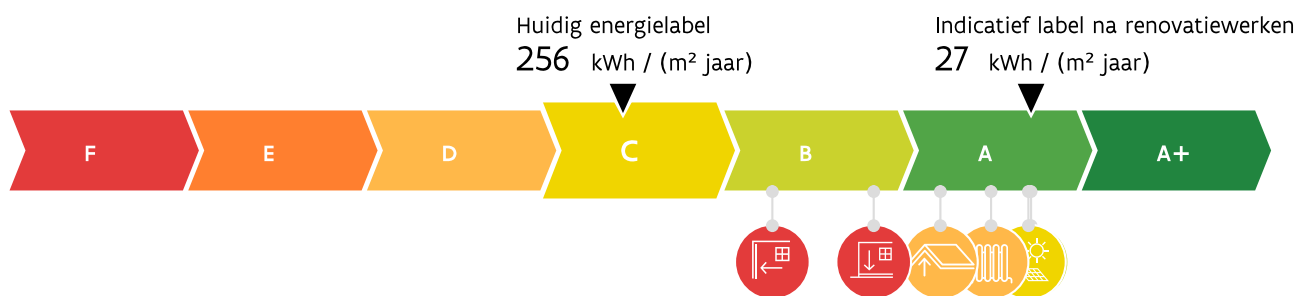 Huidig energielabel
256 kWh / (m² jaar)
Indicatief label na renovatiewerken
27 kWh / (m² jaar)
F E D C B A A+